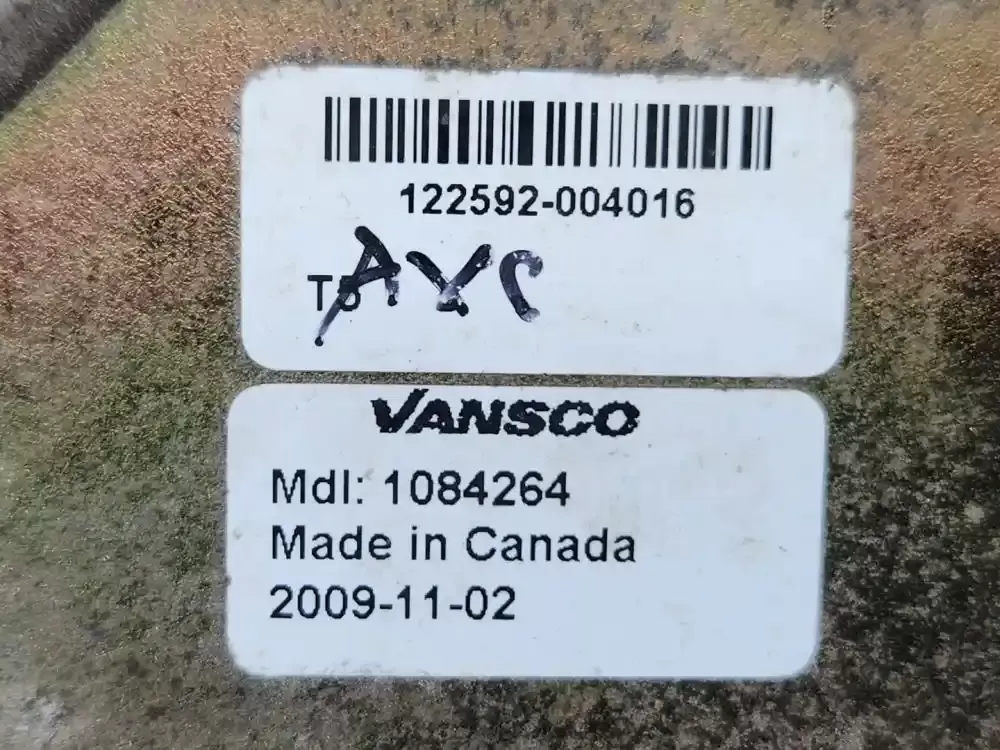 122592-004016
VANSCO
Mdl: 1084264
Made in Canada
2009-11-02